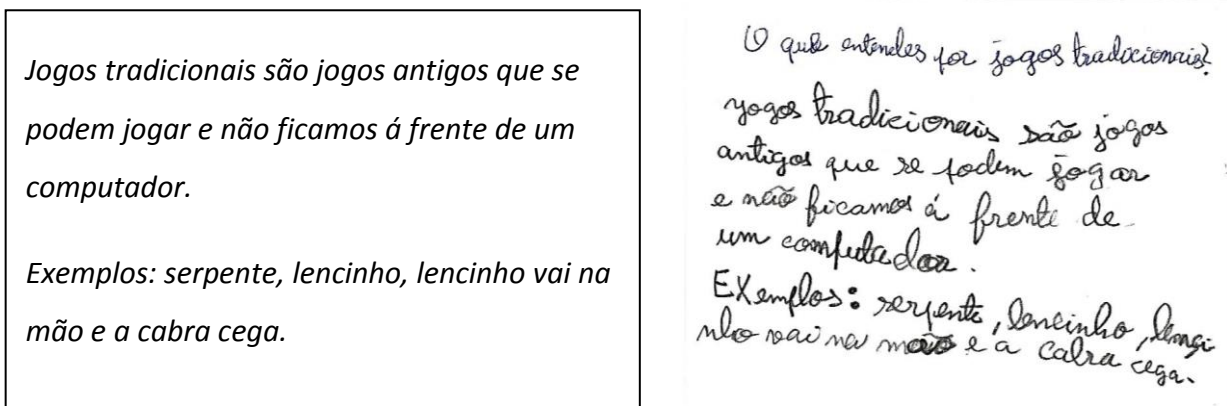 Jogos tradicionais são jogos antigos que se
podem jogar e não ficamos á frente de um
computador.
Exemplos: serpente, lencinho, lencinho vai na
mão e a cabra cega.
O que entendes por jogos tradicionais?
yogos tradicionais são jogos
antigos que se podem jogar
e não ficamos á frente de
um computador.
EXemplos: serpente, lencinho, lengi
nho vai na mão e a cabra cega.